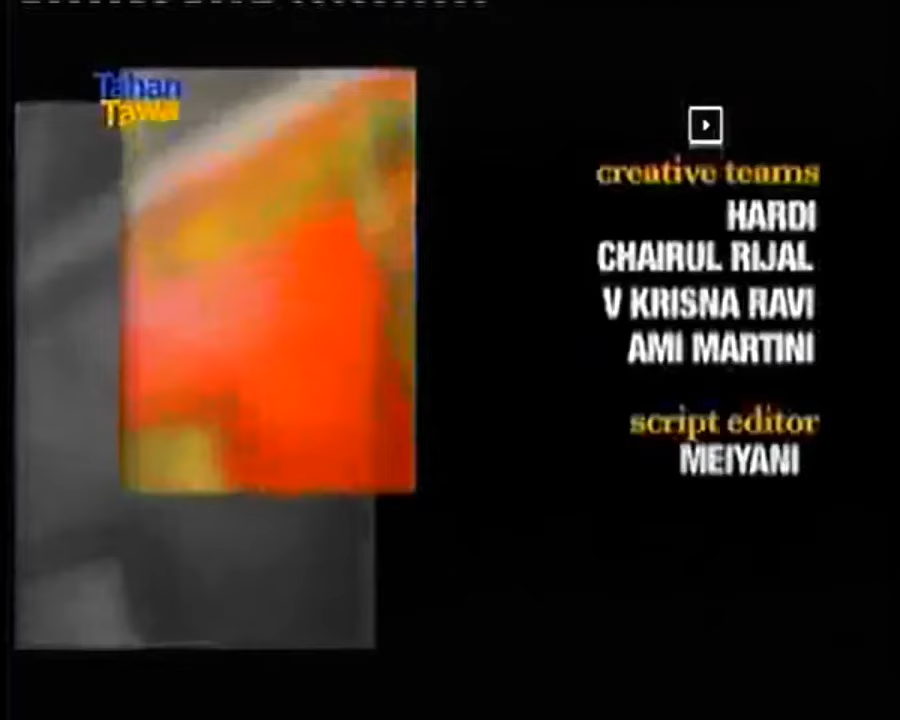 Tahan
Tawa
creative teams
HARDI
CHAIRUL RIJAL
V KRISNA RAVI
AMI MARTINI
script editor
MEIYANI